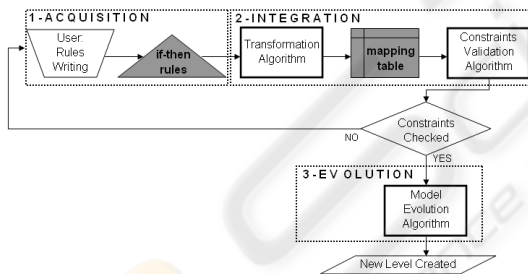 1-ACQUISITION
2-INTEGRATION
User:
Rules
Writing
if-then
rules
Transformation
Algorithm
mapping
table
Constraints
Validation
Algorithm
Constraints
Checked
NO
YES
3-EVOLUTION
Model
Evolution
Algorithm
New Level Created